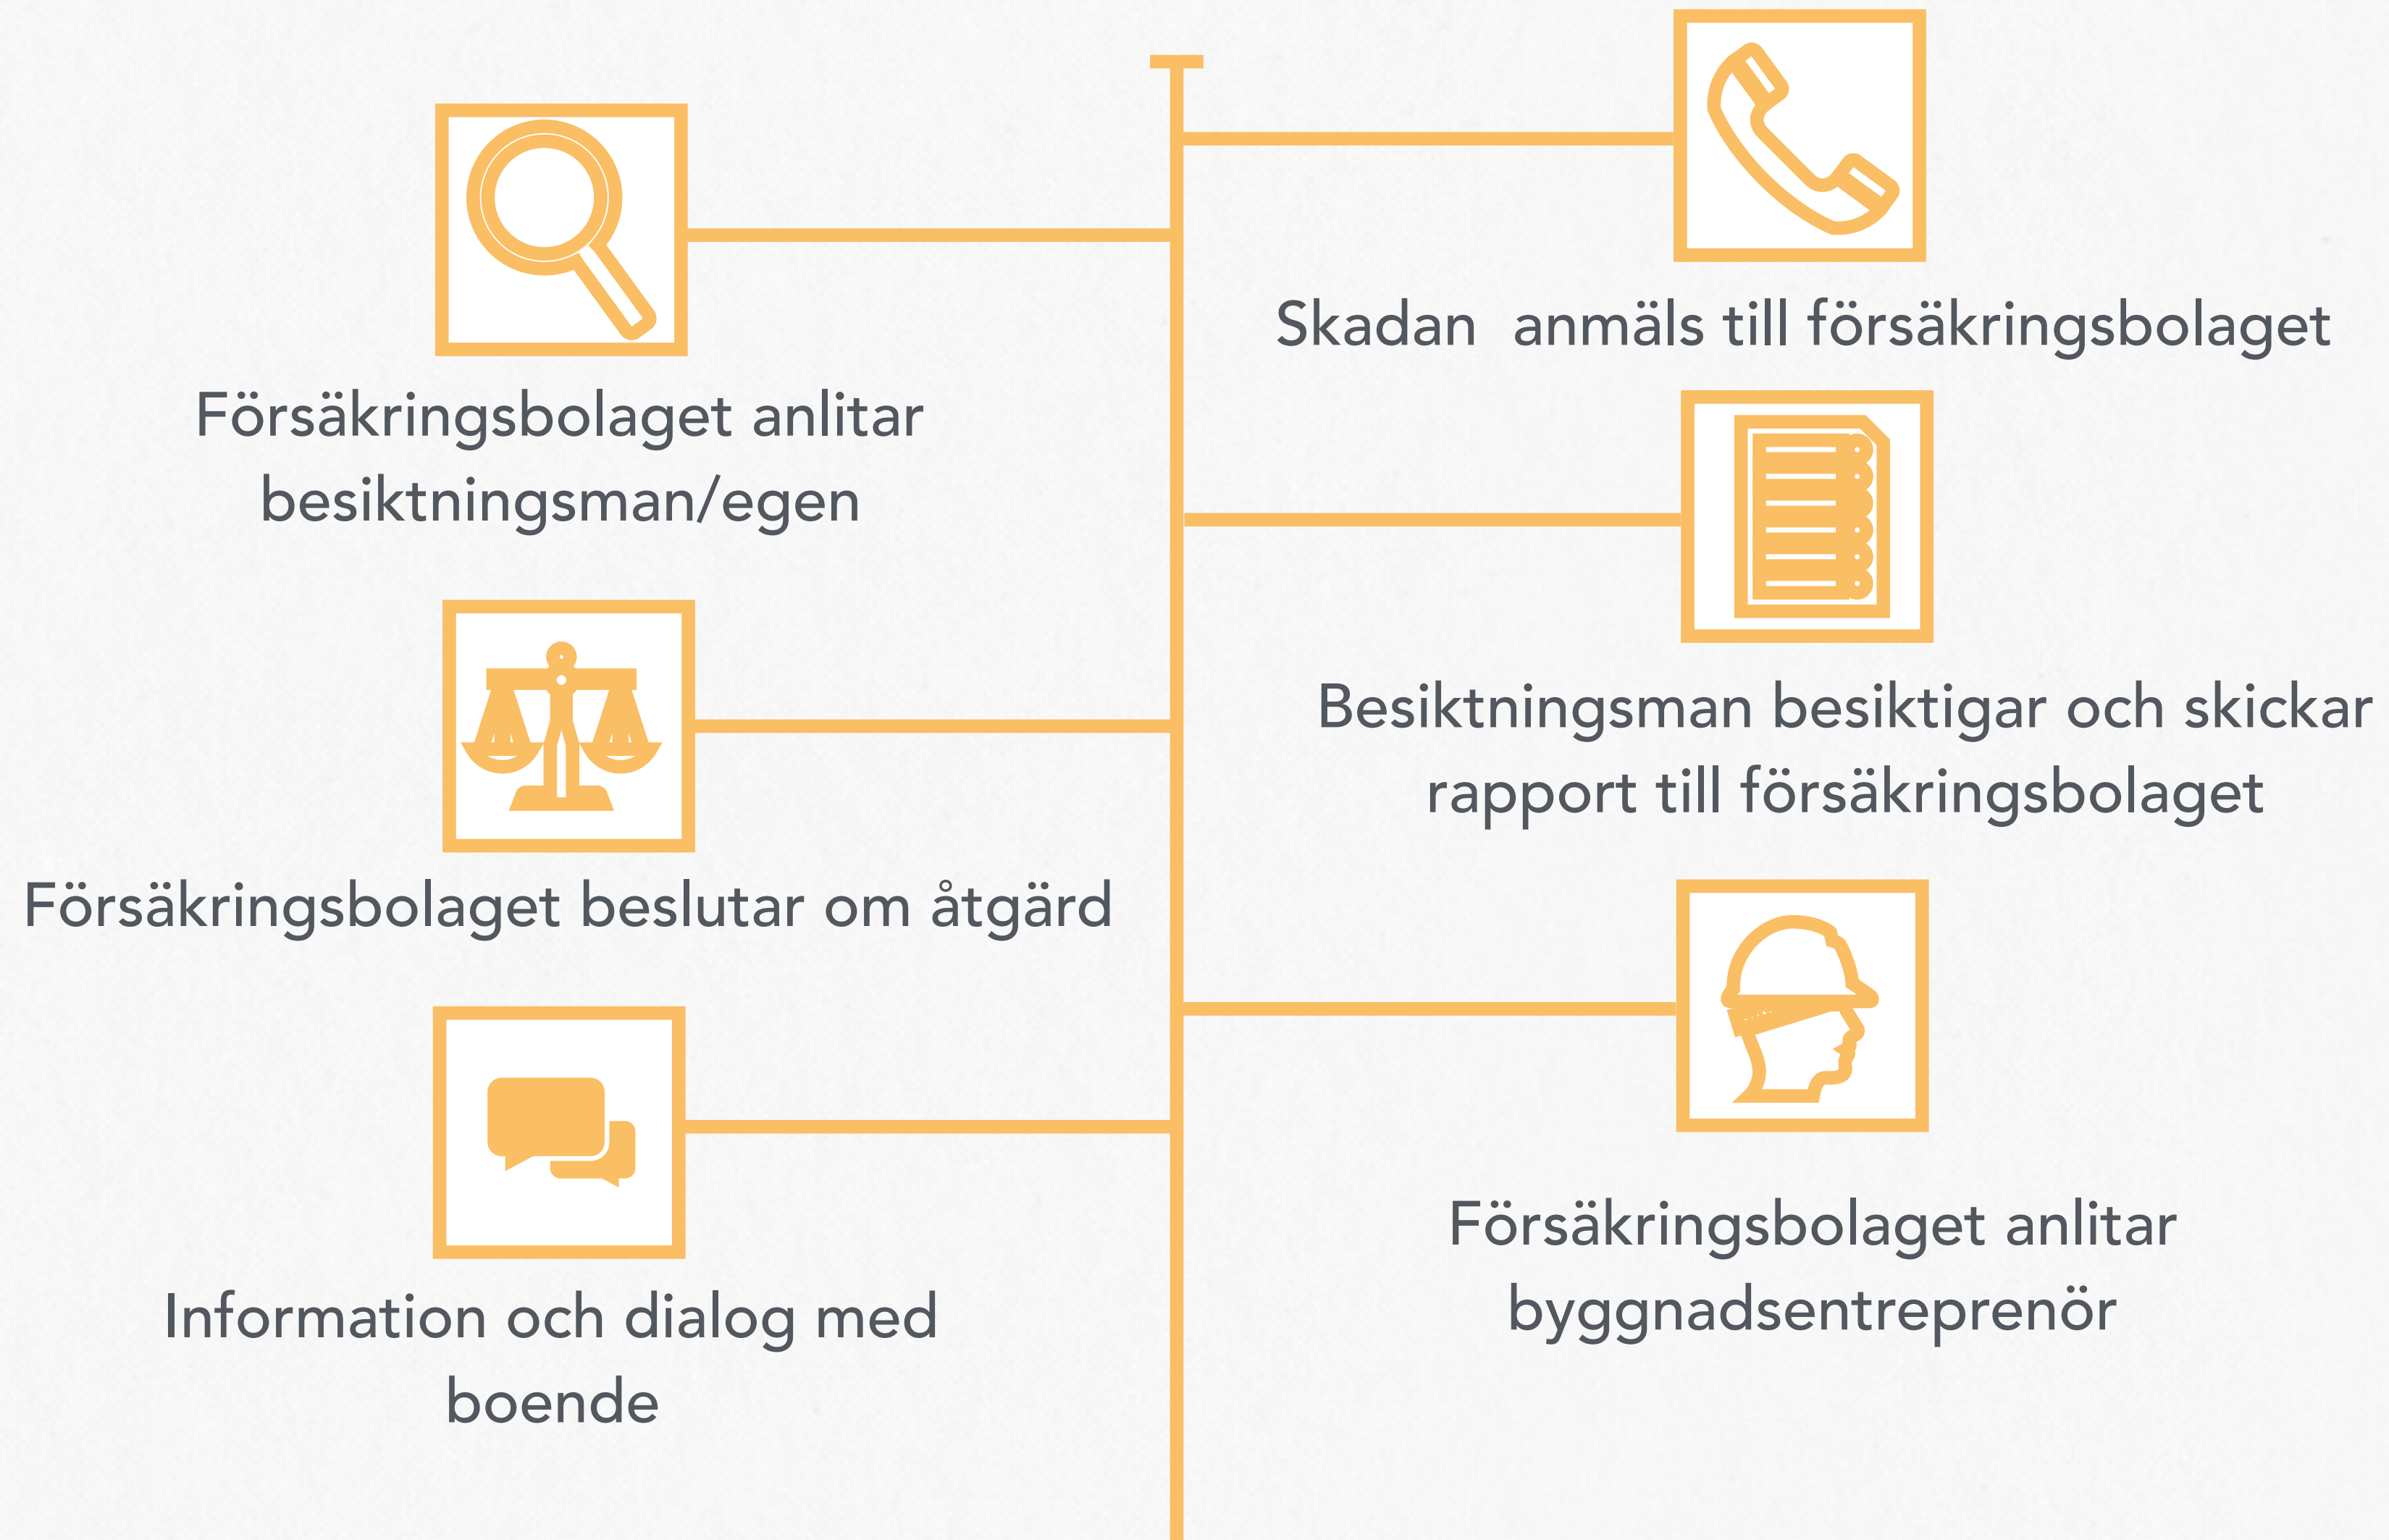 Skadan  anmäls till försäkringsbolaget
Försäkringsbolaget anlitar
besiktningsman/egen
Besiktningsman besiktigar och skickar
rapport till försäkringsbolaget
Försäkringsbolaget beslutar om åtgärd
Försäkringsbolaget anlitar
byggnadsentreprenör
Information och dialog med
boende